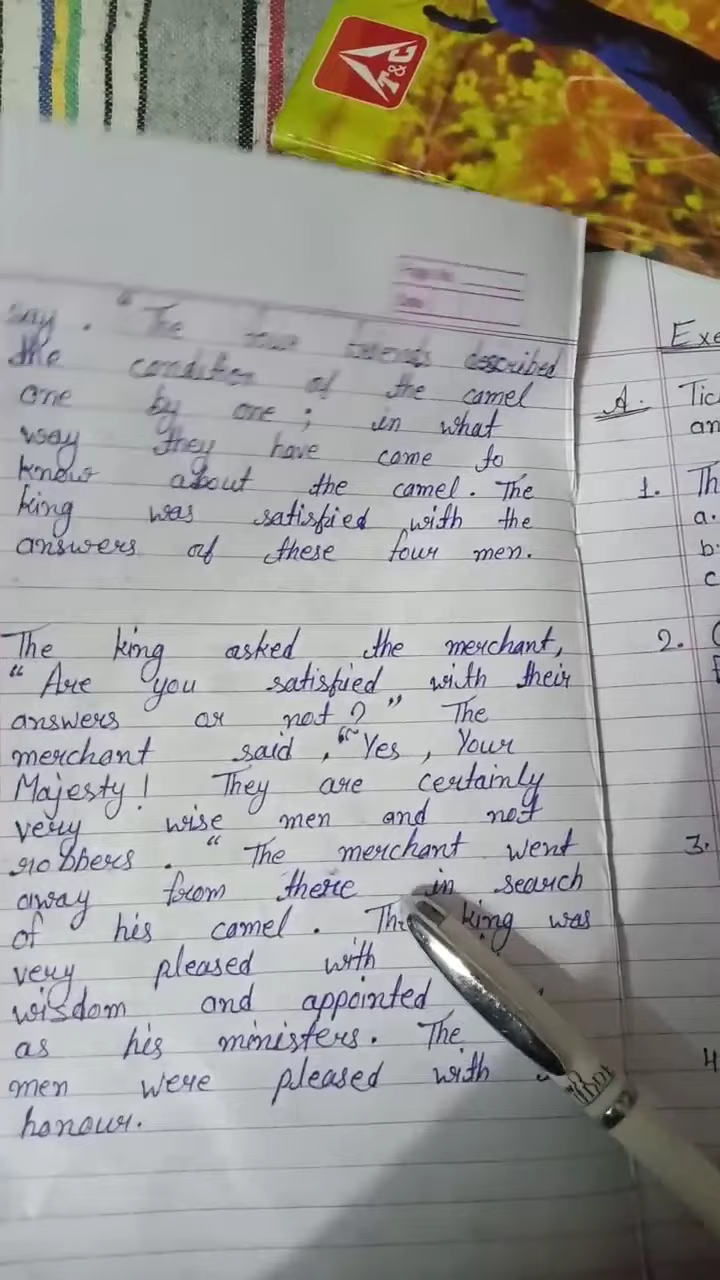 T&C
say . " The four friends described
the condition of the camel
one by one ; in what
way they have come to
know about the camel. The
king was satisfied with the
answers of these four men.
The king asked the merchant,
" Are you satisfied with their
answers or not ? " The
merchant said , " Yes , Your
Majesty ! They are certainly
very wise men and not
robbers . " The merchant went
away from there in search
of his camel . The king was
very pleased with
wisdom and appointed
as his ministers. The
men were pleased with
honour.
A.
1.
a.
b.
c
2.
3.
4